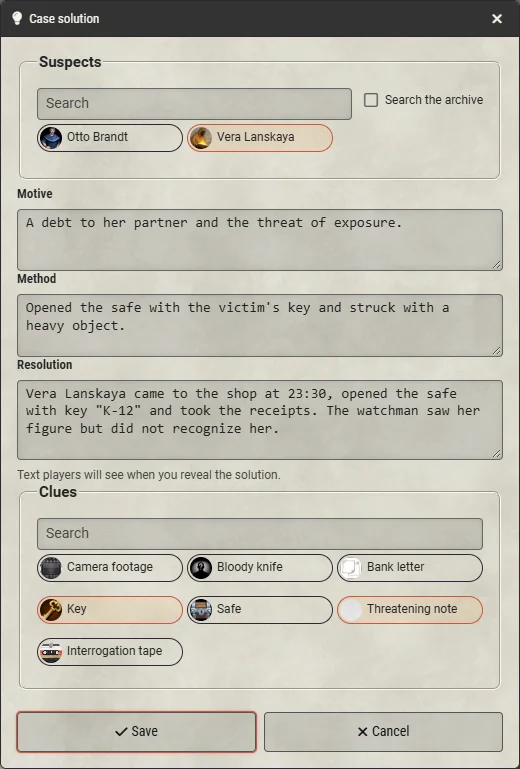 Case solution
Suspects
Search
Search the archive
Otto Brandt
Vera Lanskaya
Motive
A debt to her partner and the threat of exposure.
Method
Opened the safe with the victim's key and struck with a
heavy object.
Resolution
Vera Lanskaya came to the shop at 23:30, opened the safe
with key "K-12" and took the receipts. The watchman saw her
figure but did not recognize her.
Text players will see when you reveal the solution.
Clues
Search
Camera footage
Bloody knife
Bank letter
Key
Safe
Threatening note
Interrogation tape
Save
Cancel